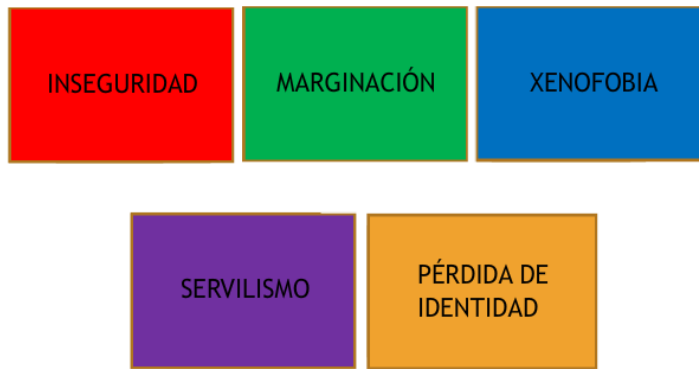 INSEGURIDAD
MARGINACIÓN
XENOFOBIA
SERVILISMO
PÉRDIDA DE
IDENTIDAD